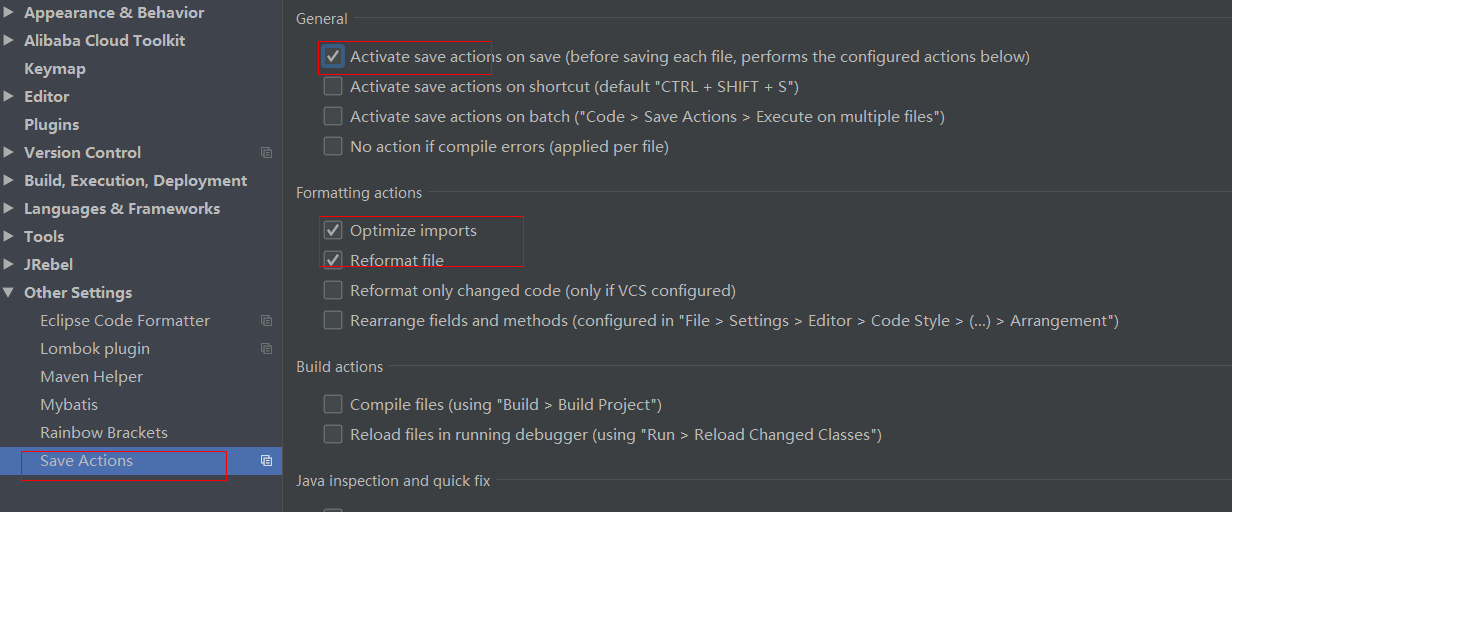 Appearance & Behavior
Alibaba Cloud Toolkit
Keymap
Editor
Plugins
Version Control
Build, Execution, Deployment
Languages & Frameworks
Tools
JRebel
Other Settings
Eclipse Code Formatter
Lombok plugin
Maven Helper
Mybatis
Rainbow Brackets
Save Actions
General
Activate save actions on save (before saving each file, performs the configured actions below)
Activate save actions on shortcut (default "CTRL + SHIFT + S")
Activate save actions on batch ("Code > Save Actions > Execute on multiple files")
No action if compile errors (applied per file)
Formatting actions
Optimize imports
Reformat file
Reformat only changed code (only if VCS configured)
Rearrange fields and methods (configured in "File > Settings > Editor > Code Style > (...) > Arrangement")
Build actions
Compile files (using "Build > Build Project")
Reload files in running debugger (using "Run > Reload Changed Classes")
Java inspection and quick fix